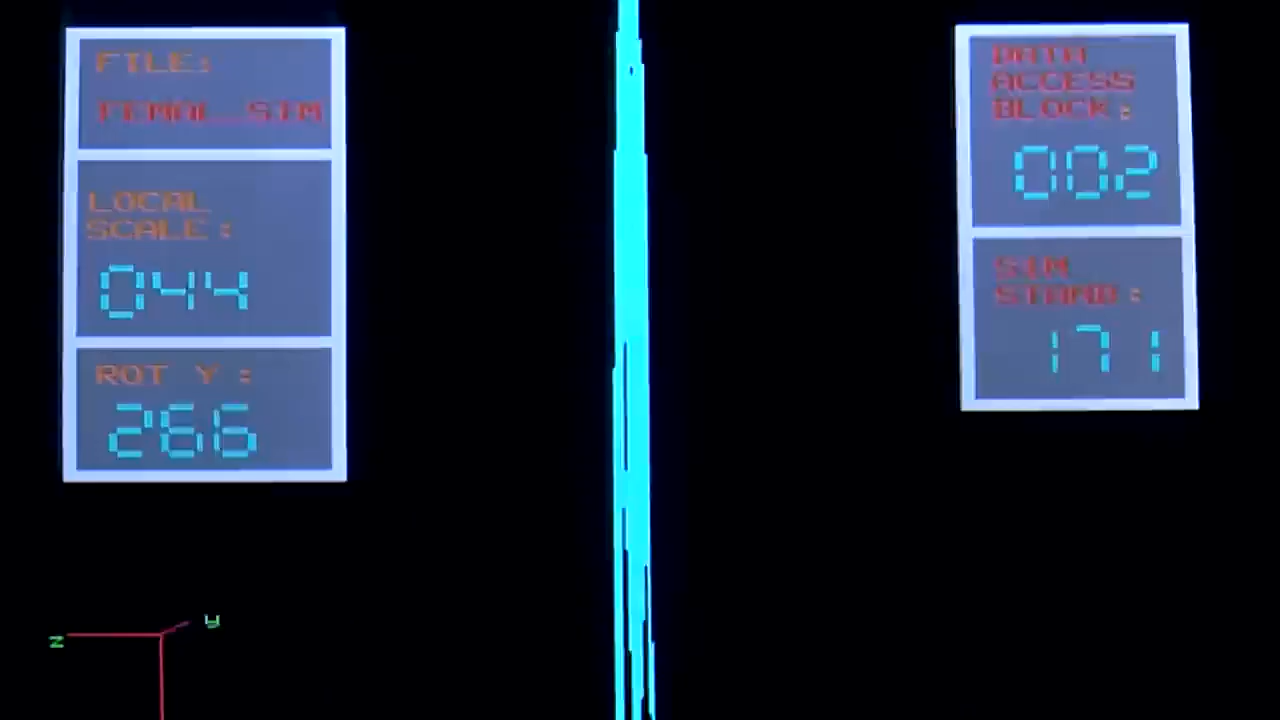 FILE:
FEMAL_SIM
LOCAL
SCALE:
044
ROT Y:
266
z
y
DATA
ACCESS
BLOCK:
002
SIM
STAND:
171